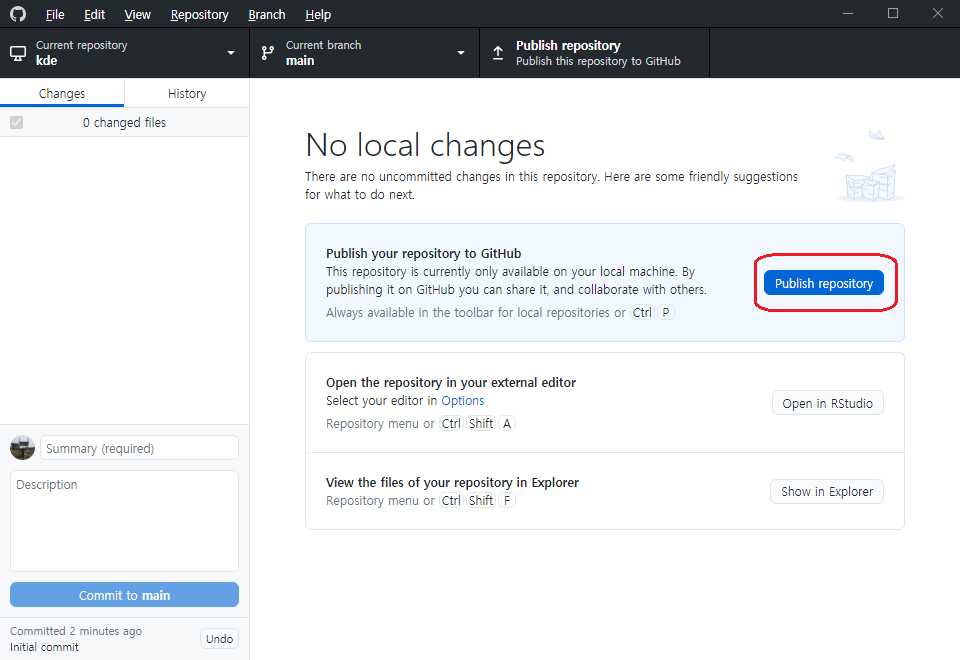 File Edit View Repository Branch Help
Current repository
kde
Current branch
main
Publish repository
Publish this repository to GitHub
Changes History
0 changed files
No local changes
There are no uncommitted changes in this repository. Here are some friendly suggestions
for what to do next.
Publish your repository to GitHub
This repository is currently only available on your local machine. By
publishing it on GitHub you can share it, and collaborate with others.
Always available in the toolbar for local repositories or Ctrl P
Publish repository
Open the repository in your external editor
Select your editor in Options
Repository menu or Ctrl Shift A
Open in RStudio
View the files of your repository in Explorer
Repository menu or Ctrl Shift F
Show in Explorer
Summary (required)
Description
Commit to main
Committed 2 minutes ago
Initial commit
Undo